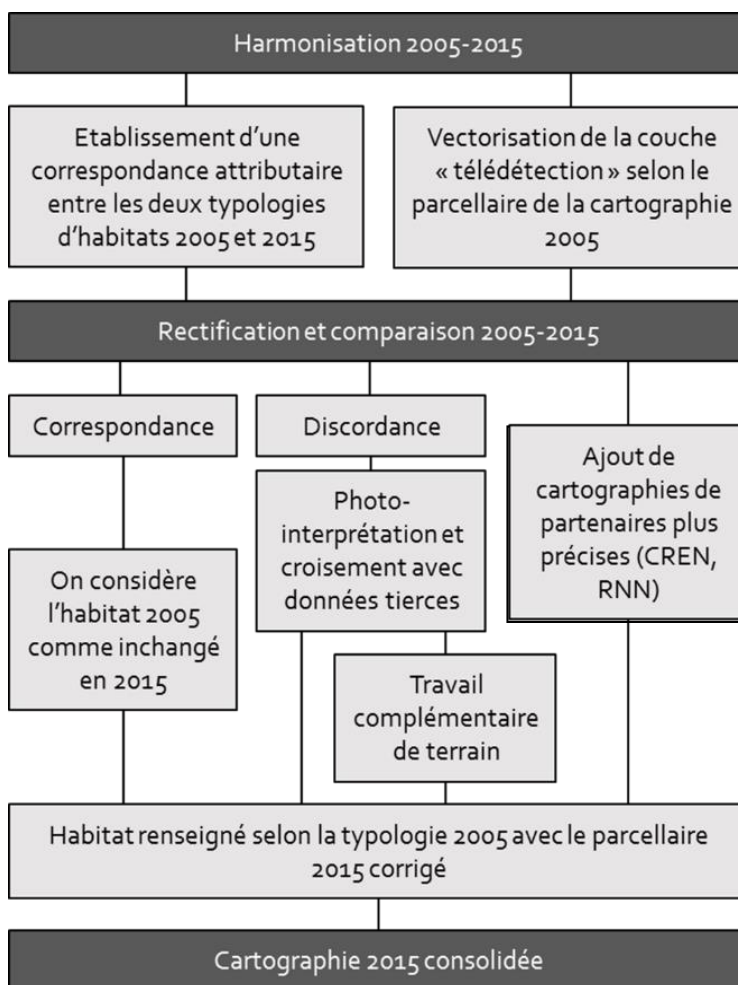 Harmonisation 2005-2015
Etablissement d'une
correspondance attributaire
entre les deux typologies
d'habitats 2005 et 2015
Vectorisation de la couche
« télédétection » selon le
parcellaire de la cartographie
2005
Rectification et comparaison 2005-2015
Correspondance
Discordance
Ajout de
cartographies de
partenaires plus
précises (CREN,
RNN)
Photo-
interprétation et
croisement avec
données tierces
On considère
l'habitat 2005
comme inchangé
en 2015
Travail
complémentaire
de terrain
Habitat renseigné selon la typologie 2005 avec le parcellaire
2015 corrigé
Cartographie 2015 consolidée